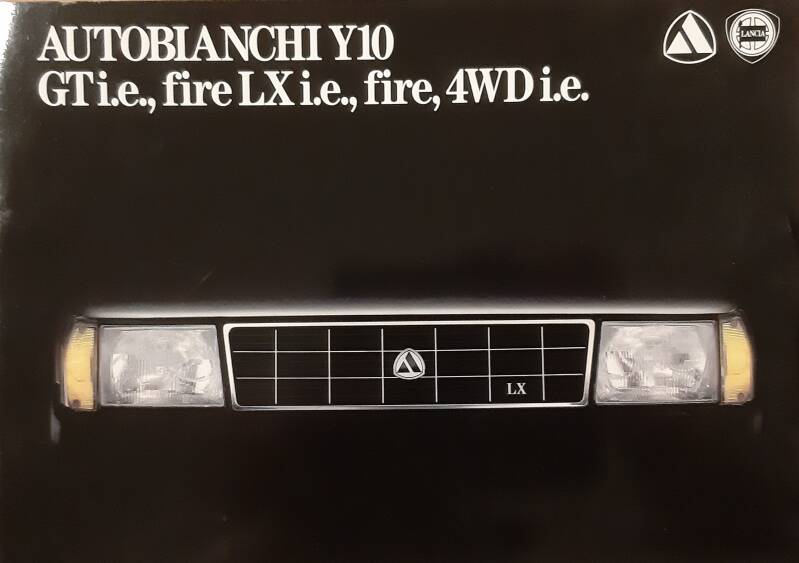 AUTOBIANCHI Y10
GT i.e., fire LX i.e., fire, 4WD i.e.
LANCIA
LX